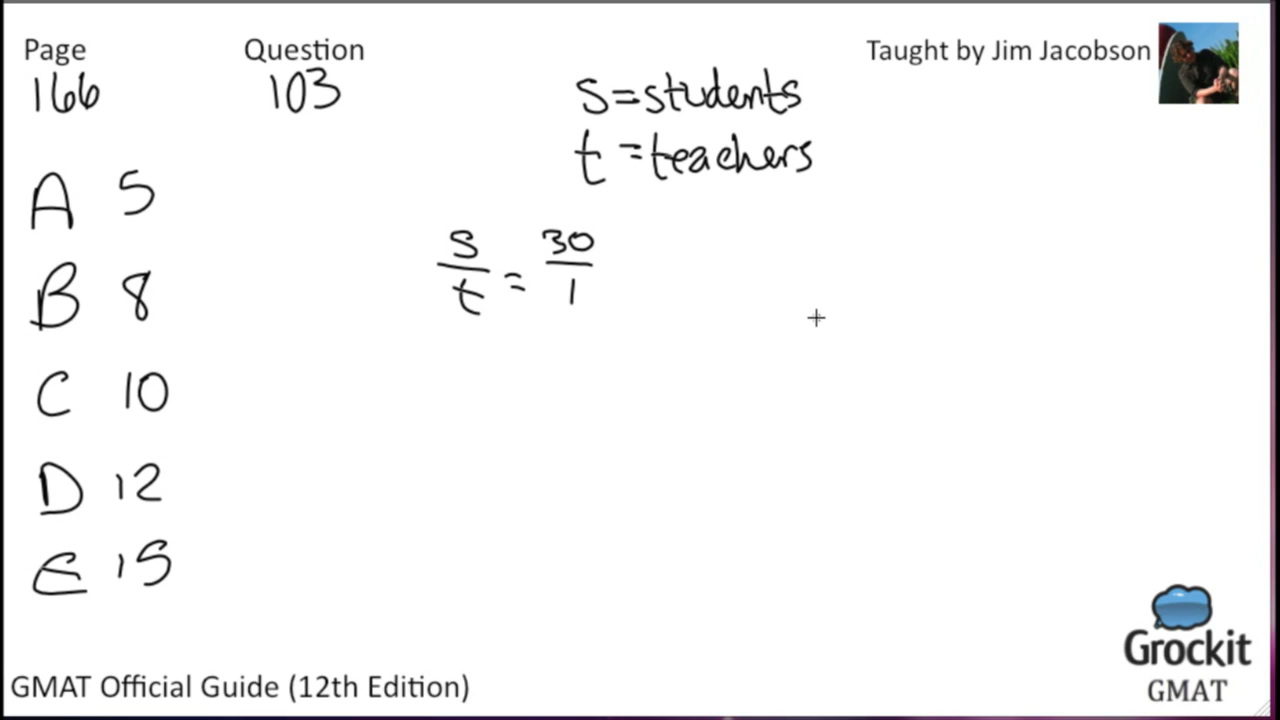 Page Question Taught by Jim Jacobson
166 103
s=students
t=teachers
A 5
B 8
C 10
D 12
E 15
s/t = 30/1
Grockit
GMAT
GMAT Official Guide (12th Edition)